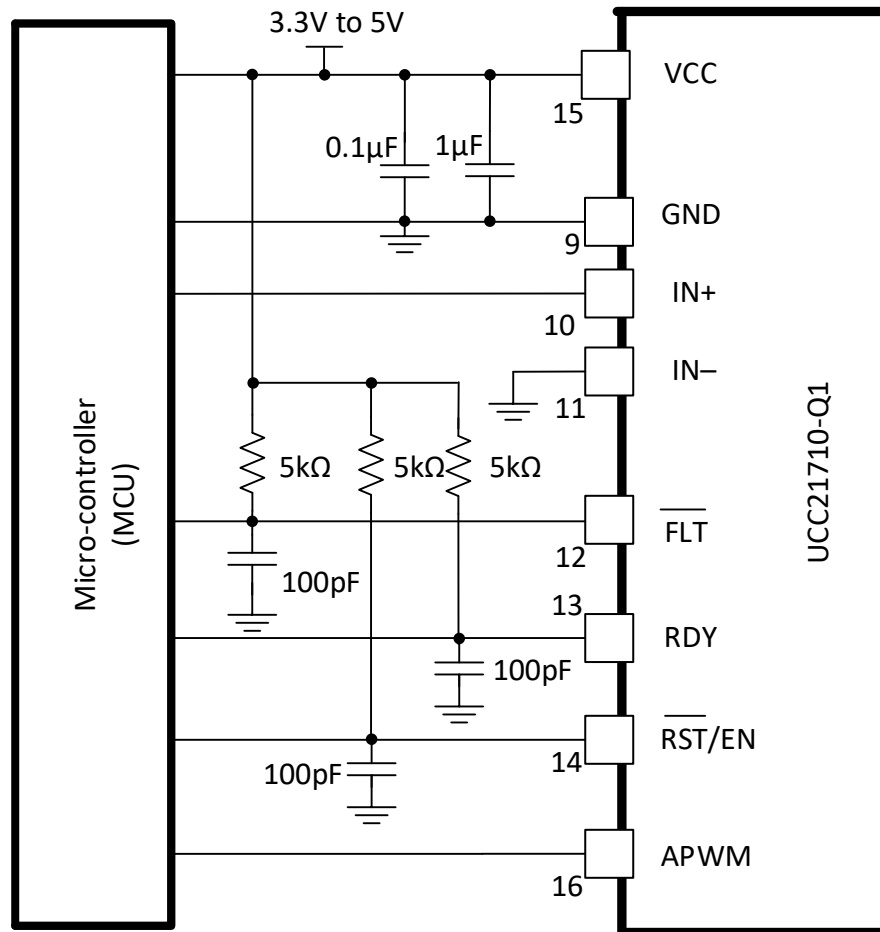 3.3V to 5V
VCC
15
0.1µF
1µF
GND
9
IN+
10
IN–
11
Micro-controller
(MCU)
UCC21710-Q1
5kΩ
5kΩ
5kΩ
FLT
12
100pF
13
RDY
100pF
RST/EN
14
100pF
APWM
16